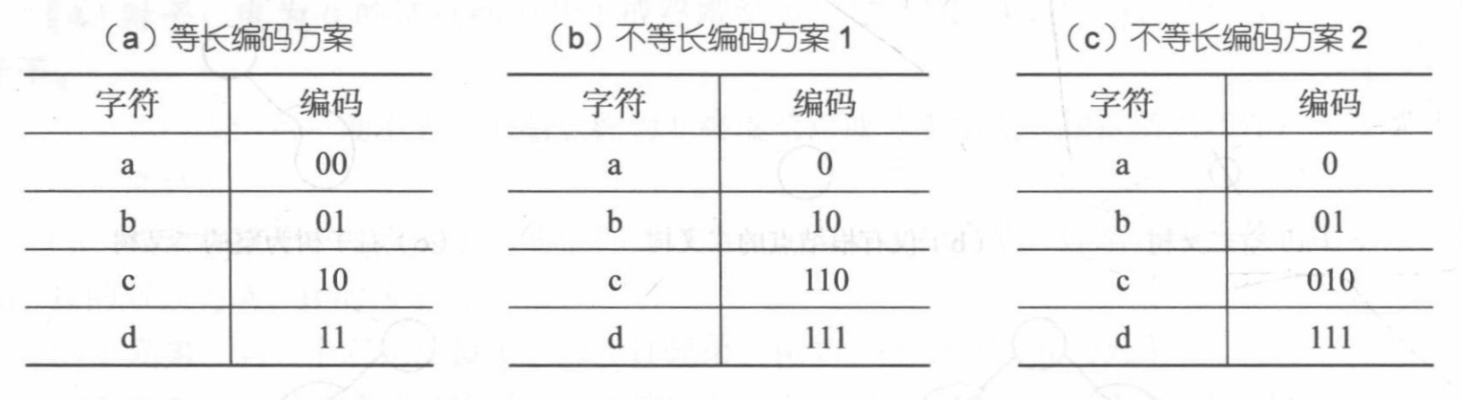 （a）等长编码方案
字符 编码
a 00
b 01
c 10
d 11
（b）不等长编码方案 1
字符 编码
a 0
b 10
c 110
d 111
（c）不等长编码方案 2
字符 编码
a 0
b 01
c 010
d 111